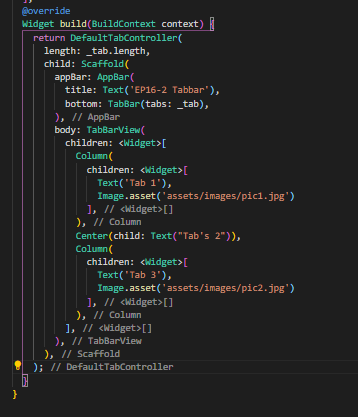 ],
@override
Widget build(BuildContext context) {
return DefaultTabController(
length: _tab.length,
child: Scaffold(
appBar: AppBar(
title: Text('EP16-2 Tabbar'),
bottom: TabBar(tabs: _tab),
), // AppBar
body: TabBarView(
children: <Widget>[
Column(
children: <Widget>[
Text('Tab 1'),
Image.asset('assets/images/pic1.jpg')
], // <Widget>[]
), // Column
Center(child: Text("Tab's 2")),
Column(
children: <Widget>[
Text('Tab 3'),
Image.asset('assets/images/pic2.jpg')
], // <Widget>[]
), // Column
], // <Widget>[]
), // TabBarView
), // Scaffold
); // DefaultTabController
}
}